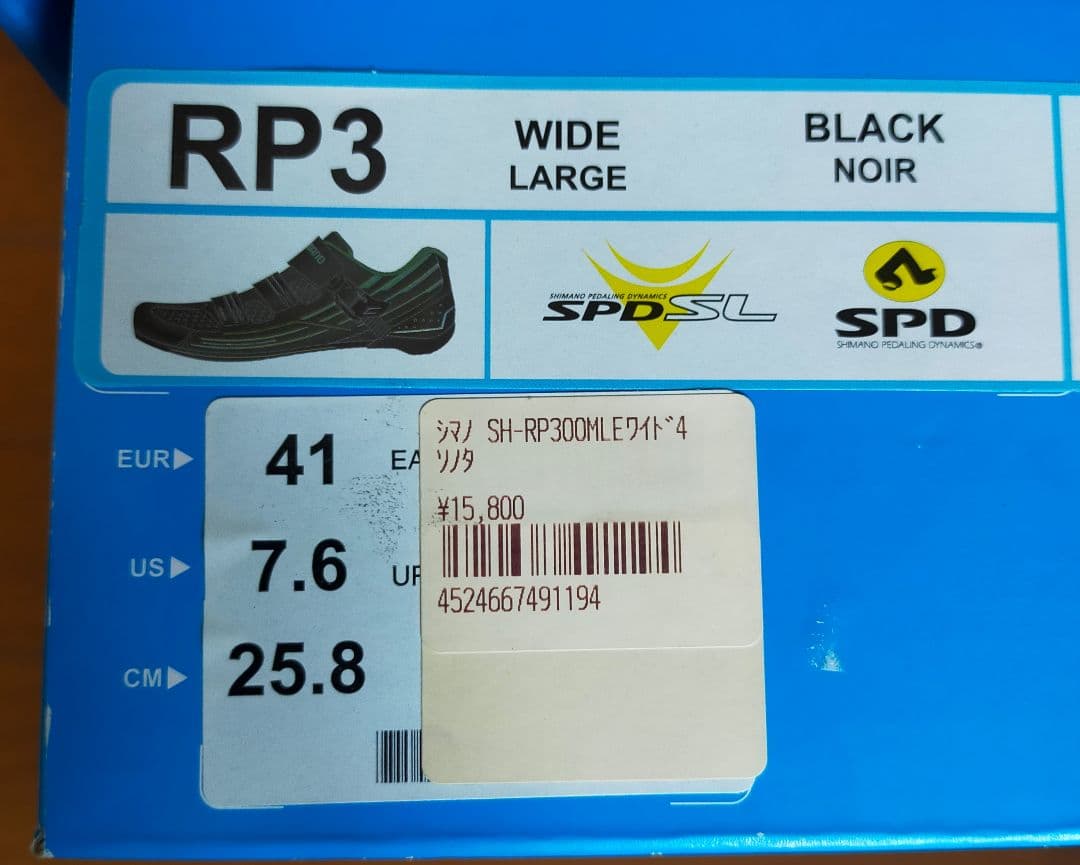 RP3
WIDE
LARGE
BLACK
NOIR
SHIMANO PEDALING DYNAMICS
SPD-SL
SPD
SHIMANO PEDALING DYNAMICS®
EUR▶ 41 EA
US▶ 7.6
CM▶ 25.8
シマノ SH-RP300MLEワイド4
ソノタ
¥15,800
4524667491194